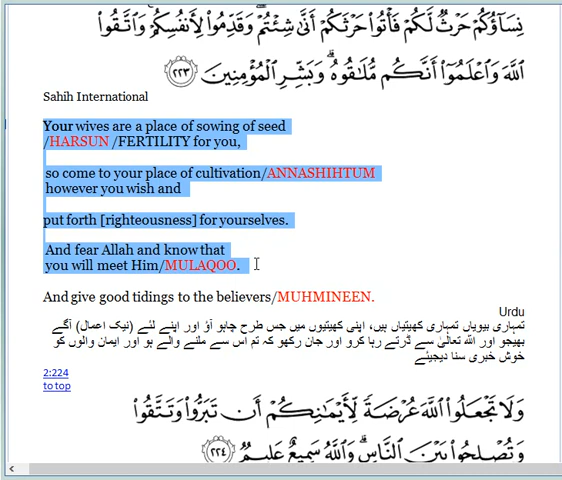 نِسَآؤُكُمْ حَرْثٌ لَّكُمْ فَأْتُوا۟ حَرْثَكُمْ أَنَّىٰ شِئْتُمْ ۖ وَقَدِّمُوا۟ لِأَنفُسِكُمْ ۚ وَٱتَّقُوا۟
ٱللَّهَ وَٱعْلَمُوٓا۟ أَنَّكُم مُّلَـٰقُوهُ ۗ وَبَشِّرِ ٱلْمُؤْمِنِينَ ﴿٢٢٣﴾
Sahih International
Your wives are a place of sowing of seed
/HARSUN /FERTILITY for you,
so come to your place of cultivation/ANNASHIHTUM
however you wish and
put forth [righteousness] for yourselves.
And fear Allah and know that
you will meet Him/MULAQOO.
And give good tidings to the believers/MUHMINEEN.
Urdu
تمہاری بیویاں تمہاری کھیتیاں ہیں، اپنی کھیتیوں میں جس طرح چاہو آؤ اور اپنے لئے (نیک اعمال) آگے
بھیجو اور اللہ تعالیٰ سے ڈرتے رہا کرو اور جان رکھو کہ تم اس سے ملنے والے ہو اور ایمان والوں کو
خوش خبری سنا دیجیئے
2:224
to top
وَلَا تَجْعَلُوا۟ ٱللَّهَ عُرْضَةً لِّأَيْمَـٰنِكُمْ أَن تَبَرُّوا۟ وَتَتَّقُوا۟
وَتُصْلِحُوا۟ بَيْنَ ٱلنَّاسِ ۗ وَٱللَّهُ سَمِيعٌ عَلِيمٌ ﴿٢٢٤﴾